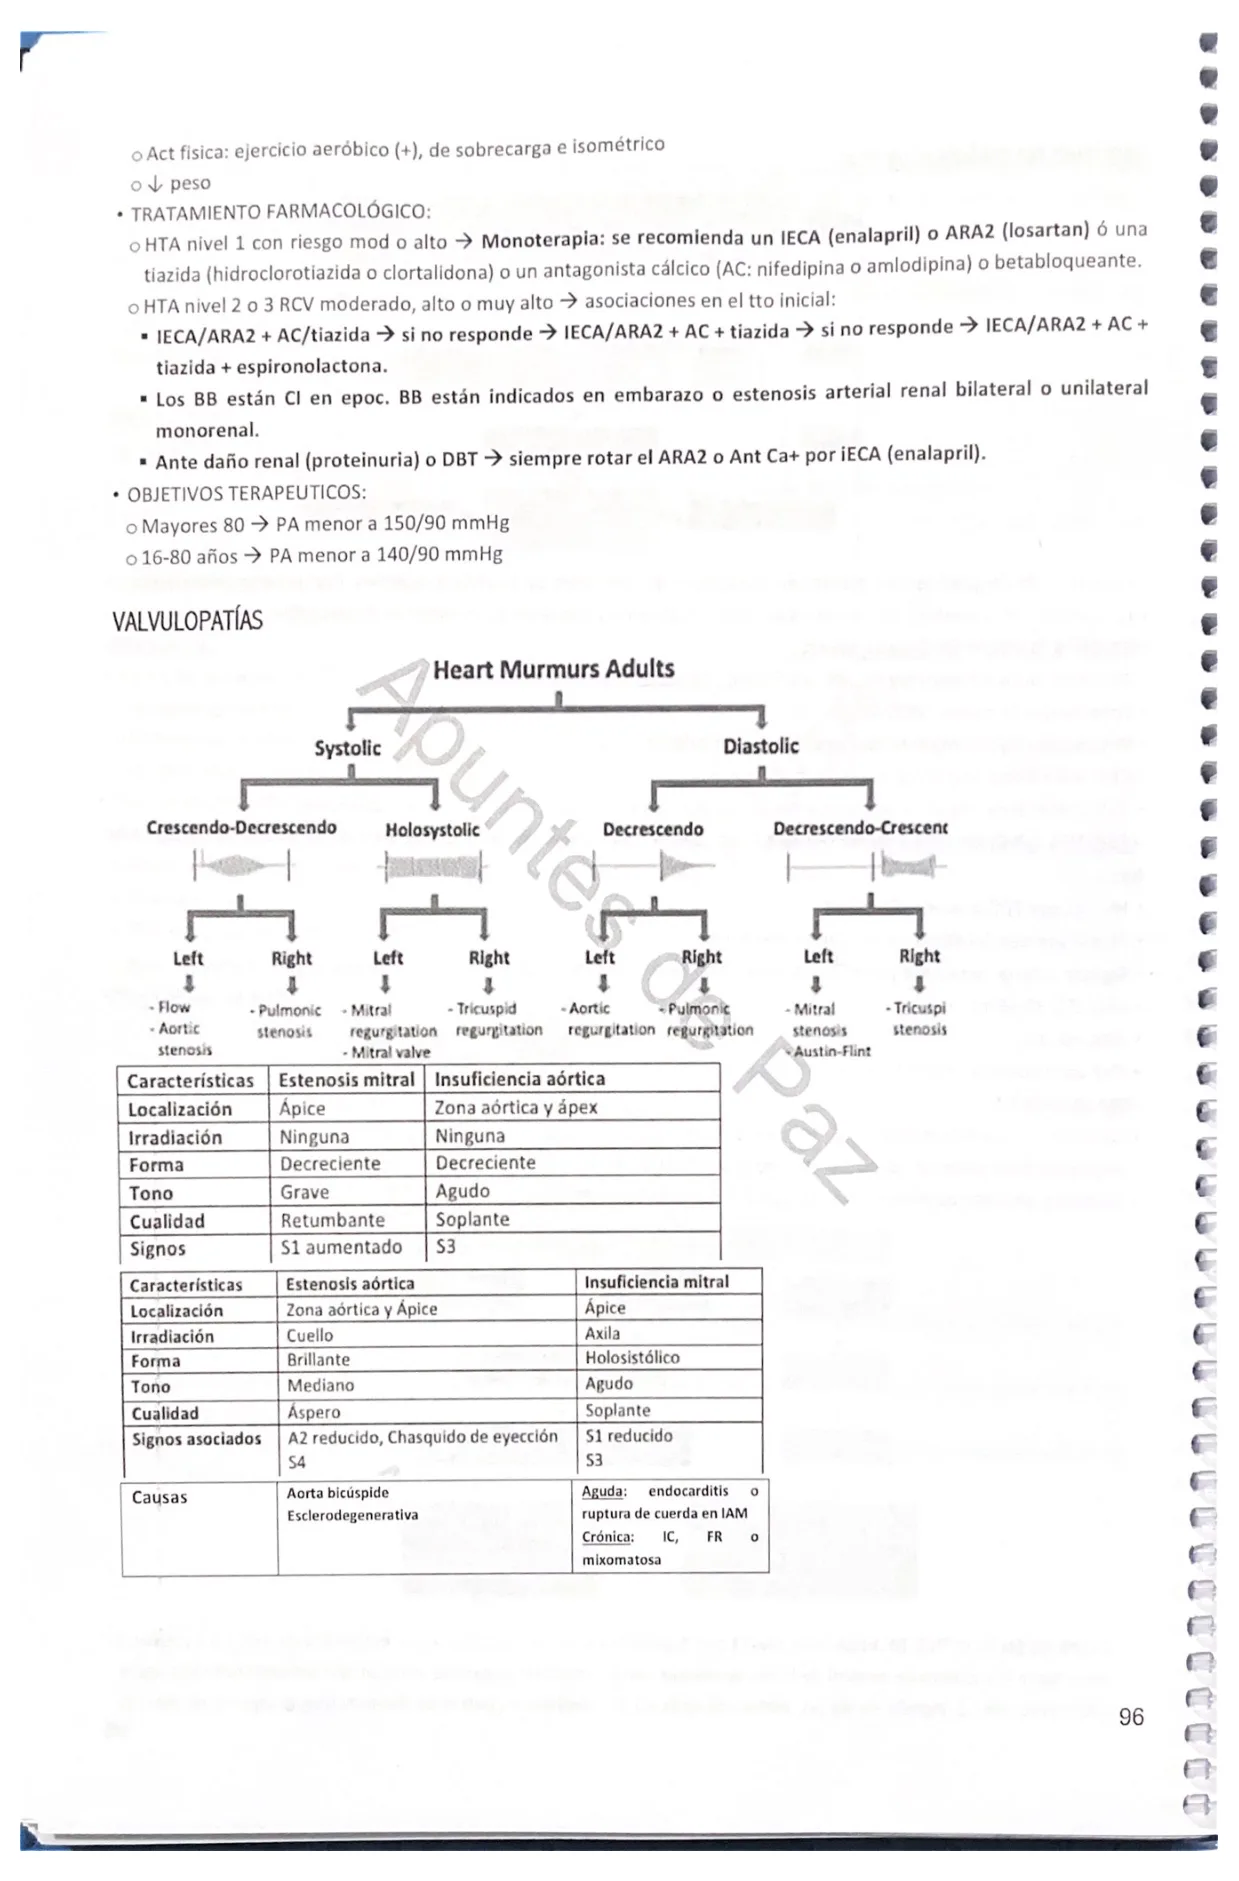 o Act física: ejercicio aeróbico (+), de sobrecarga e isométrico
o ↓ peso
• TRATAMIENTO FARMACOLÓGICO:
o HTA nivel 1 con riesgo mod o alto → Monoterapia: se recomienda un IECA (enalapril) o ARA2 (losartan) ó una
tiazida (hidroclorotiazida o clortalidona) o un antagonista cálcico (AC: nifedipina o amlodipina) o betabloqueante.
o HTA nivel 2 o 3 RCV moderado, alto o muy alto → asociaciones en el tto inicial:
▪ IECA/ARA2 + AC/tiazida → si no responde → IECA/ARA2 + AC + tiazida → si no responde → IECA/ARA2 + AC +
tiazida + espironolactona.
▪ Los BB están CI en epoc. BB están indicados en embarazo o estenosis arterial renal bilateral o unilateral
monorenal.
▪ Ante daño renal (proteinuria) o DBT → siempre rotar el ARA2 o Ant Ca+ por iECA (enalapril).
• OBJETIVOS TERAPEUTICOS:
o Mayores 80 → PA menor a 150/90 mmHg
o 16-80 años → PA menor a 140/90 mmHg
VALVULOPATÍAS
Heart Murmurs Adults
Systolic Diastolic
Crescendo-Decrescendo Holosystolic Decrescendo Decrescendo-Crescenc
Left Right Left Right Left Right Left Right
- Flow - Pulmonic - Mitral - Tricuspid - Aortic - Pulmonic - Mitral - Tricuspi
- Aortic stenosis regurgitation regurgitation regurgitation regurgitation stenosis stenosis
stenosis - Mitral valve - Austin-Flint
Características Estenosis mitral Insuficiencia aórtica
Localización Ápice Zona aórtica y ápex
Irradiación Ninguna Ninguna
Forma Decreciente Decreciente
Tono Grave Agudo
Cualidad Retumbante Soplante
Signos S1 aumentado S3
Características Estenosis aórtica Insuficiencia mitral
Localización Zona aórtica y Ápice Ápice
Irradiación Cuello Axila
Forma Brillante Holosistólico
Tono Mediano Agudo
Cualidad Áspero Soplante
Signos asociados A2 reducido, Chasquido de eyección S1 reducido
S4 S3
Causas Aorta bicúspide Aguda: endocarditis o
Esclerodegenerativa ruptura de cuerda en IAM
Crónica: IC, FR o
mixomatosa
Apuntes de Paz
96